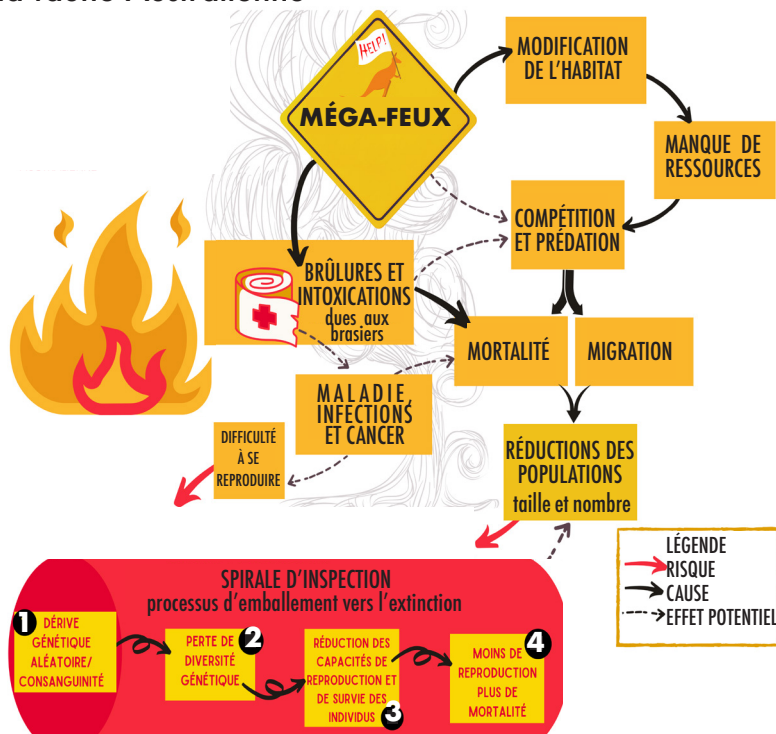 HELP!
MÉGA-FEUX
MODIFICATION
DE L'HABITAT
MANQUE DE
RESSOURCES
COMPÉTITION
ET PRÉDATION
BRÛLURES ET
INTOXICATIONS
dues aux
brasiers
MORTALITÉ
MIGRATION
MALADIE,
INFECTIONS
ET CANCER
DIFFICULTÉ
À SE
REPRODUIRE
RÉDUCTIONS DES
POPULATIONS
taille et nombre
LÉGENDE
RISQUE
CAUSE
EFFET POTENTIEL
SPIRALE D'INSPECTION
processus d'emballement vers l'extinction
1
DÉRIVE
GÉNÉTIQUE
ALÉATOIRE/
CONSANGUINITÉ
2
PERTE DE
DIVERSITÉ
GÉNÉTIQUE
RÉDUCTION DES
CAPACITÉS DE
REPRODUCTION ET
DE SURVIE DES
INDIVIDUS
3
4
MOINS DE
REPRODUCTION
PLUS DE
MORTALITÉ